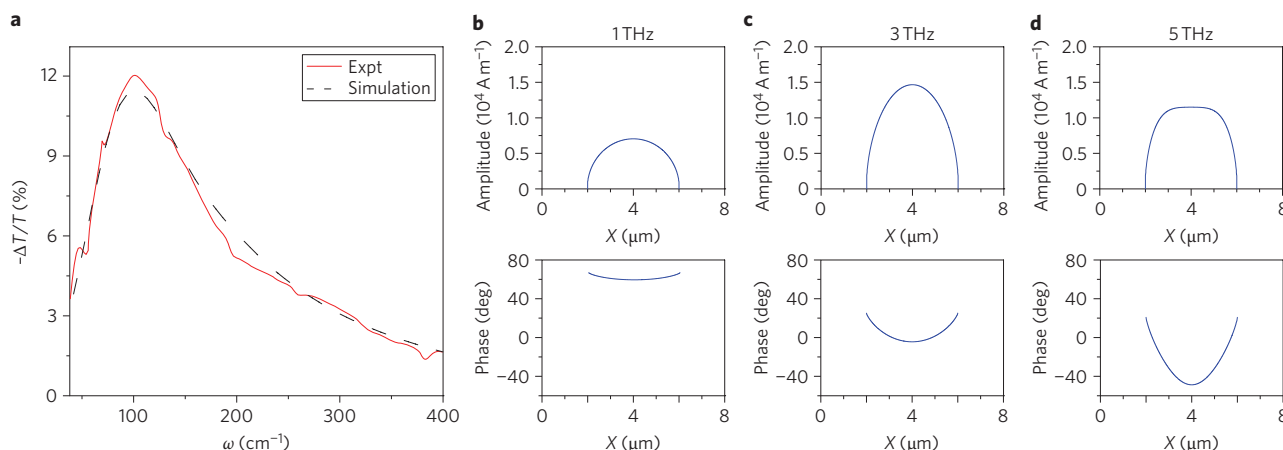 a
−ΔT/T (%)
12
9
6
3
0
100
200
300
400
ω (cm−1)
Expt
Simulation
b
1 THz
Amplitude (10⁴ A m−1)
2.0
1.5
1.0
0.5
0
0
4
8
X (μm)
Phase (deg)
80
40
0
−40
0
4
8
X (μm)
c
3 THz
Amplitude (10⁴ A m−1)
2.0
1.5
1.0
0.5
0
0
4
8
X (μm)
Phase (deg)
80
40
0
−40
0
4
8
X (μm)
d
5 THz
Amplitude (10⁴ A m−1)
2.0
1.5
1.0
0.5
0
0
4
8
X (μm)
Phase (deg)
80
40
0
−40
0
4
8
X (μm)